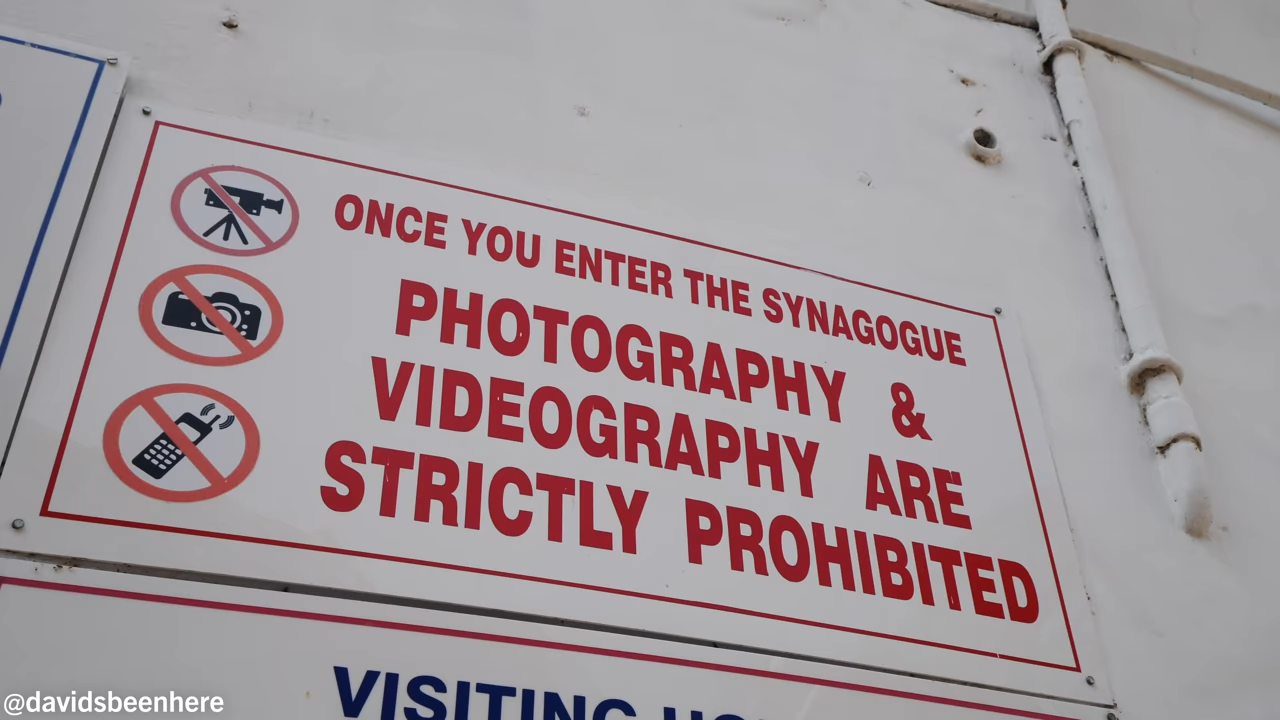 ONCE YOU ENTER THE SYNAGOGUE
PHOTOGRAPHY &
VIDEOGRAPHY ARE
STRICTLY PROHIBITED
VISITING
@davidsbeenhere